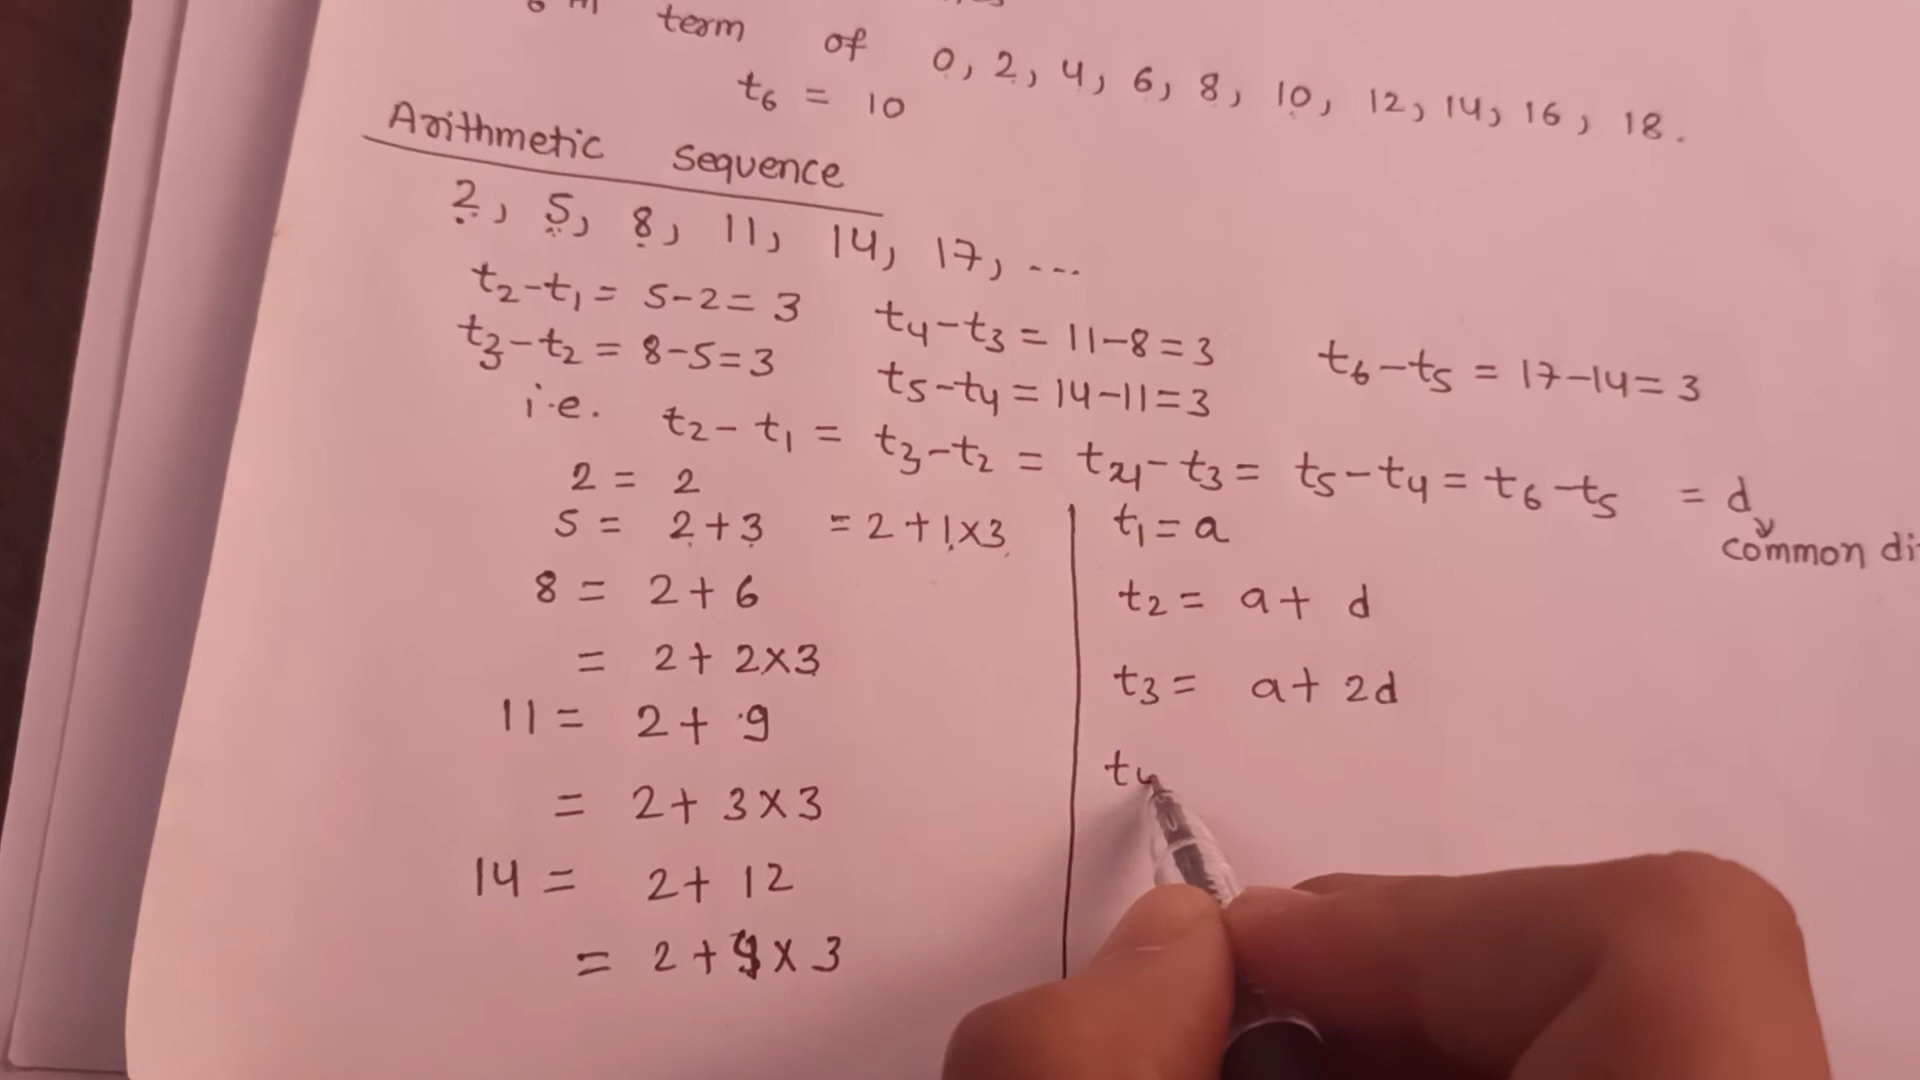 term of 0, 2, 4, 6, 8, 10, 12, 14, 16, 18.
t6 = 10
Arithmetic sequence
2, 5, 8, 11, 14, 17, ...
t2-t1 = 5-2 = 3 t4-t3 = 11-8 = 3 t6-t5 = 17-14 = 3
t3-t2 = 8-5 = 3 t5-t4 = 14-11 = 3
i.e. t2-t1 = t3-t2 = t4-t3 = t5-t4 = t6-t5 = d
common
2 = 2
5 = 2+3 = 2+1×3
8 = 2+6
= 2+2×3
11 = 2+9
= 2+3×3
14 = 2+12
= 2+4×3
t1 = a
t2 = a+d
t3 = a+2d
t4